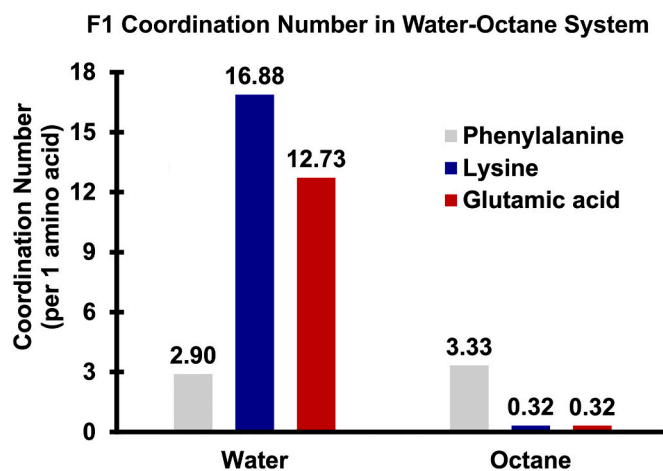 F1 Coordination Number in Water-Octane System
Coordination Number
(per 1 amino acid)
18
15
12
9
6
3
0
2.90
16.88
12.73
3.33
0.32
0.32
Phenylalanine
Lysine
Glutamic acid
Water
Octane